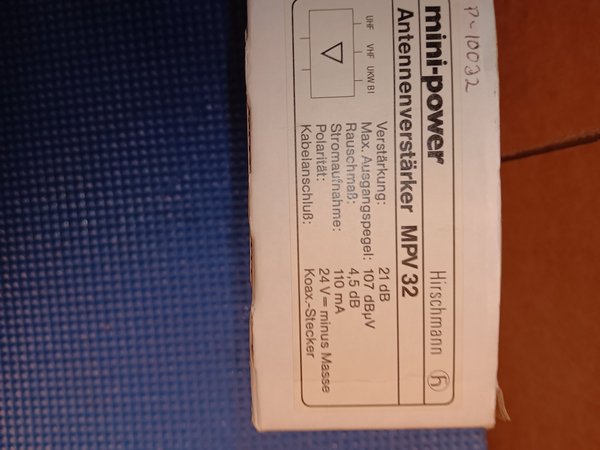 P-10032
mini-power
Hirschmann h
Antennenverstärker MPV 32
UHF VHF UKW BI
Verstärkung: 21 dB
Max. Ausgangspegel: 107 dBµV
Rauschmaß: 4,5 dB
Stromaufnahme: 110 mA
Polarität: 24 V = minus Masse
Kabelanschluß: Koax.-Stecker